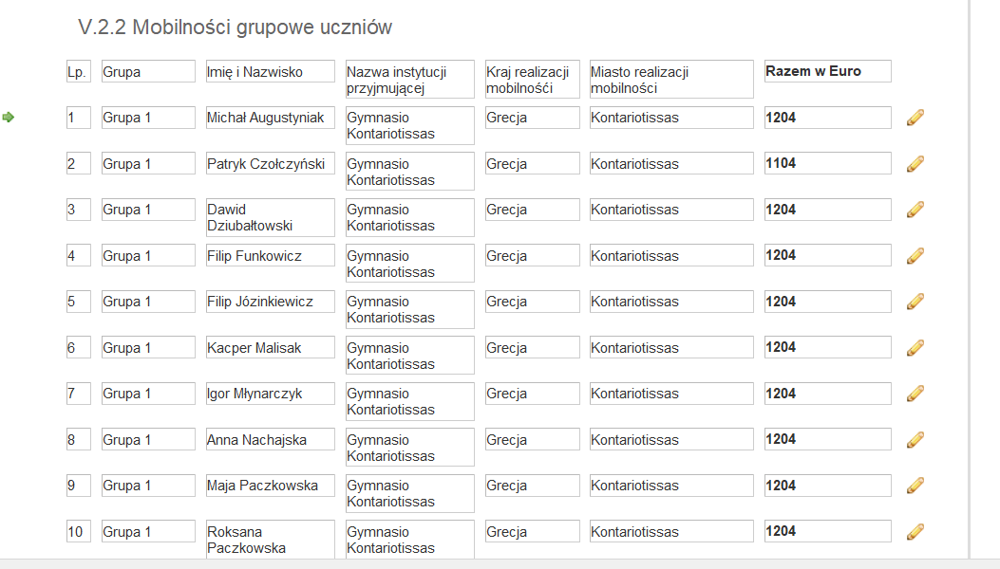 V.2.2 Mobilności grupowe uczniów
Lp. Grupa Imię i Nazwisko Nazwa instytucji przyjmującej Kraj realizacji mobilnośći Miasto realizacji mobilności Razem w Euro
1 Grupa 1 Michał Augustyniak Gymnasio Kontariotissas Grecja Kontariotissas 1204
2 Grupa 1 Patryk Czołczyński Gymnasio Kontariotissas Grecja Kontariotissas 1104
3 Grupa 1 Dawid Dziubałtowski Gymnasio Kontariotissas Grecja Kontariotissas 1204
4 Grupa 1 Filip Funkowicz Gymnasio Kontariotissas Grecja Kontariotissas 1204
5 Grupa 1 Filip Józinkiewicz Gymnasio Kontariotissas Grecja Kontariotissas 1204
6 Grupa 1 Kacper Malisak Gymnasio Kontariotissas Grecja Kontariotissas 1204
7 Grupa 1 Igor Młynarczyk Gymnasio Kontariotissas Grecja Kontariotissas 1204
8 Grupa 1 Anna Nachajska Gymnasio Kontariotissas Grecja Kontariotissas 1204
9 Grupa 1 Maja Paczkowska Gymnasio Kontariotissas Grecja Kontariotissas 1204
10 Grupa 1 Roksana Paczkowska Gymnasio Kontariotissas Grecja Kontariotissas 1204